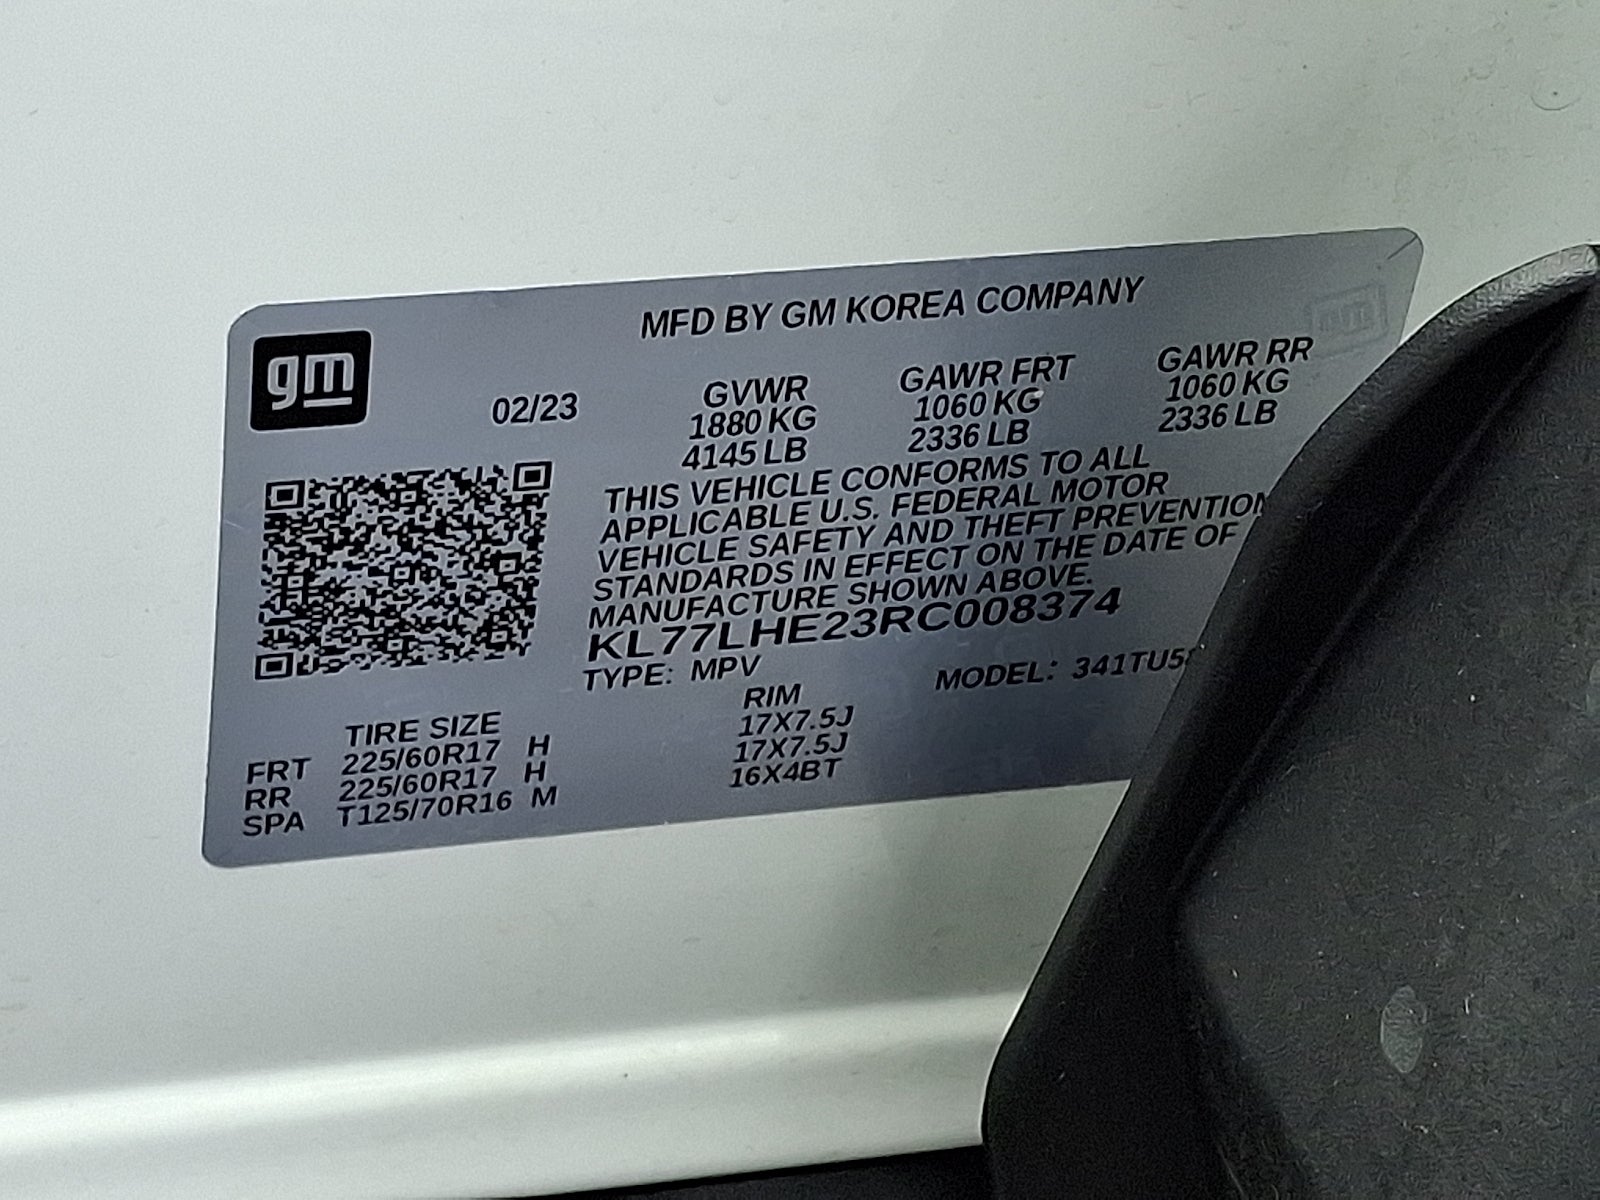 gm
MFD BY GM KOREA COMPANY
02/23
GVWR
1880 KG
4145 LB
GAWR FRT
1060 KG
2336 LB
GAWR RR
1060 KG
2336 LB
THIS VEHICLE CONFORMS TO ALL
APPLICABLE U.S. FEDERAL MOTOR
VEHICLE SAFETY AND THEFT PREVENTION
STANDARDS IN EFFECT ON THE DATE OF
MANUFACTURE SHOWN ABOVE.
KL77LHE23RC008374
TYPE: MPV
MODEL:
TIRE SIZE RIM
FRT 225/60R17 H 17X7.5J
RR 225/60R17 H 17X7.5J
SPA T125/70R16 M 16X4BT